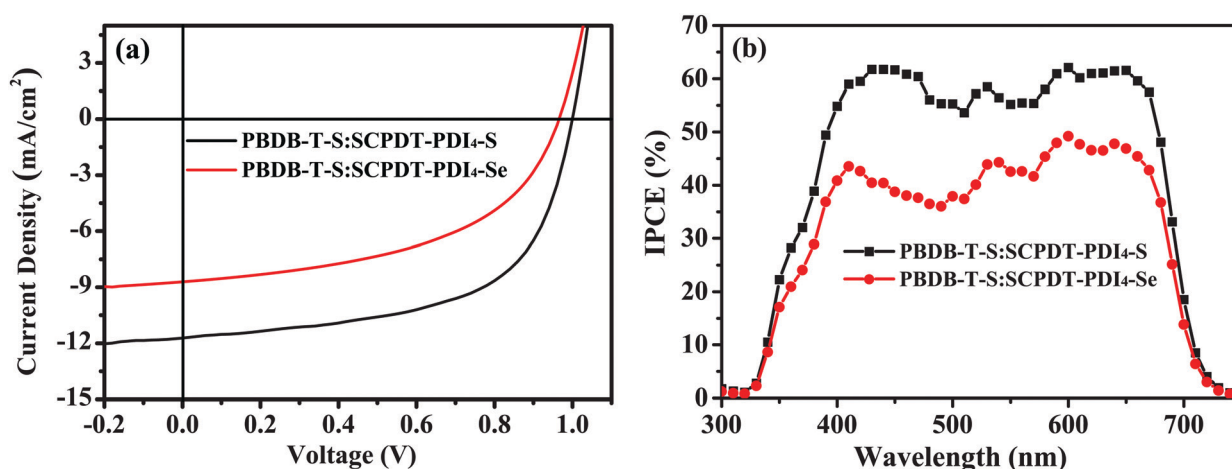 (a)
3
0
-3
-6
-9
-12
-15
Current Density (mA/cm²)
PBDB-T-S:SCPDT-PDI₄-S
PBDB-T-S:SCPDT-PDI₄-Se
-0.2 0.0 0.2 0.4 0.6 0.8 1.0
Voltage (V)
(b)
70
60
50
40
30
20
10
0
IPCE (%)
PBDB-T-S:SCPDT-PDI₄-S
PBDB-T-S:SCPDT-PDI₄-Se
300 400 500 600 700
Wavelength (nm)